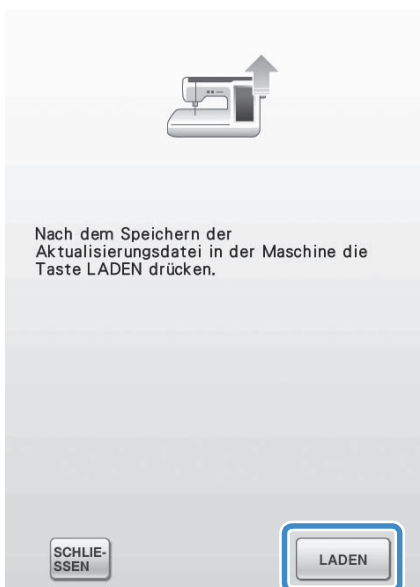 Nach dem Speichern der
Aktualisierungsdatei in der Maschine die
Taste LADEN drücken.
SCHLIE-
SSEN
LADEN